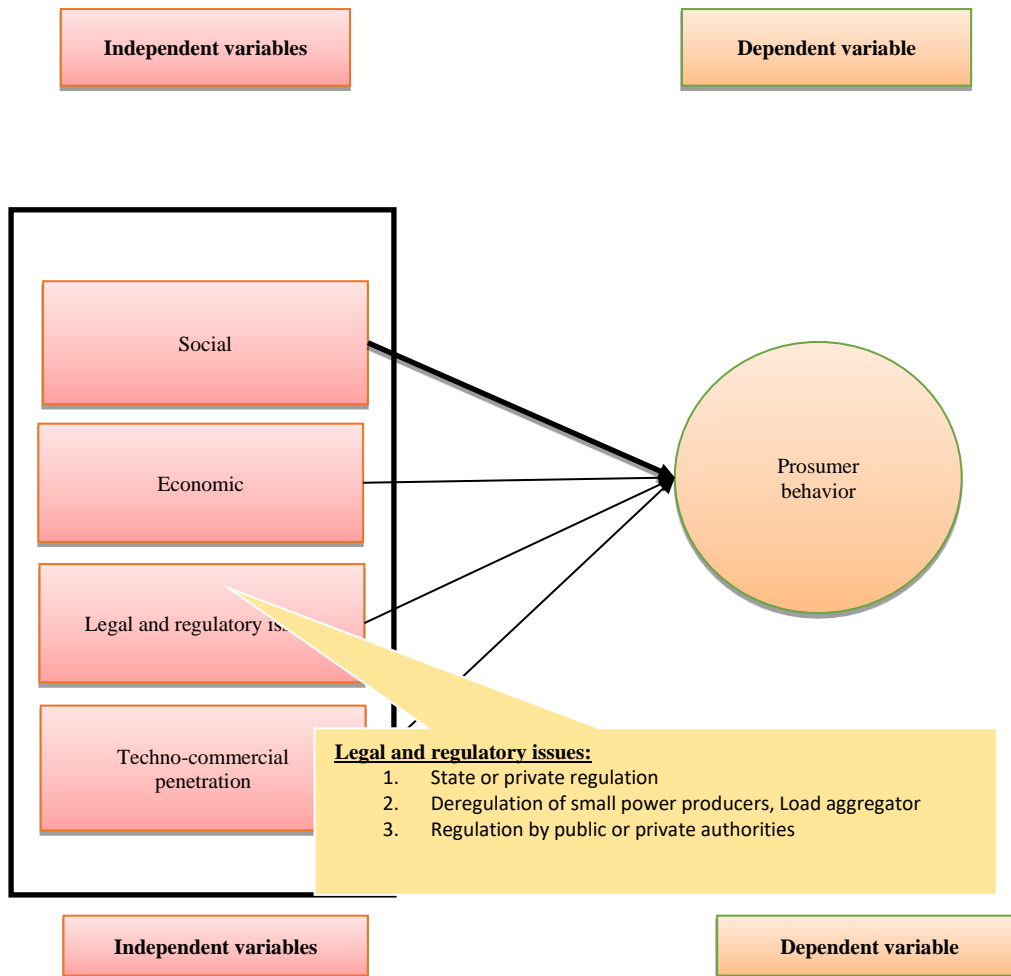 Independent variables
Dependent variable
Social
Economic
Prosumer
behavior
Legal and regulatory iss
Techno-commercial
penetration
Legal and regulatory issues:
1. State or private regulation
2. Deregulation of small power producers, Load aggregator
3. Regulation by public or private authorities
Independent variables
Dependent variable